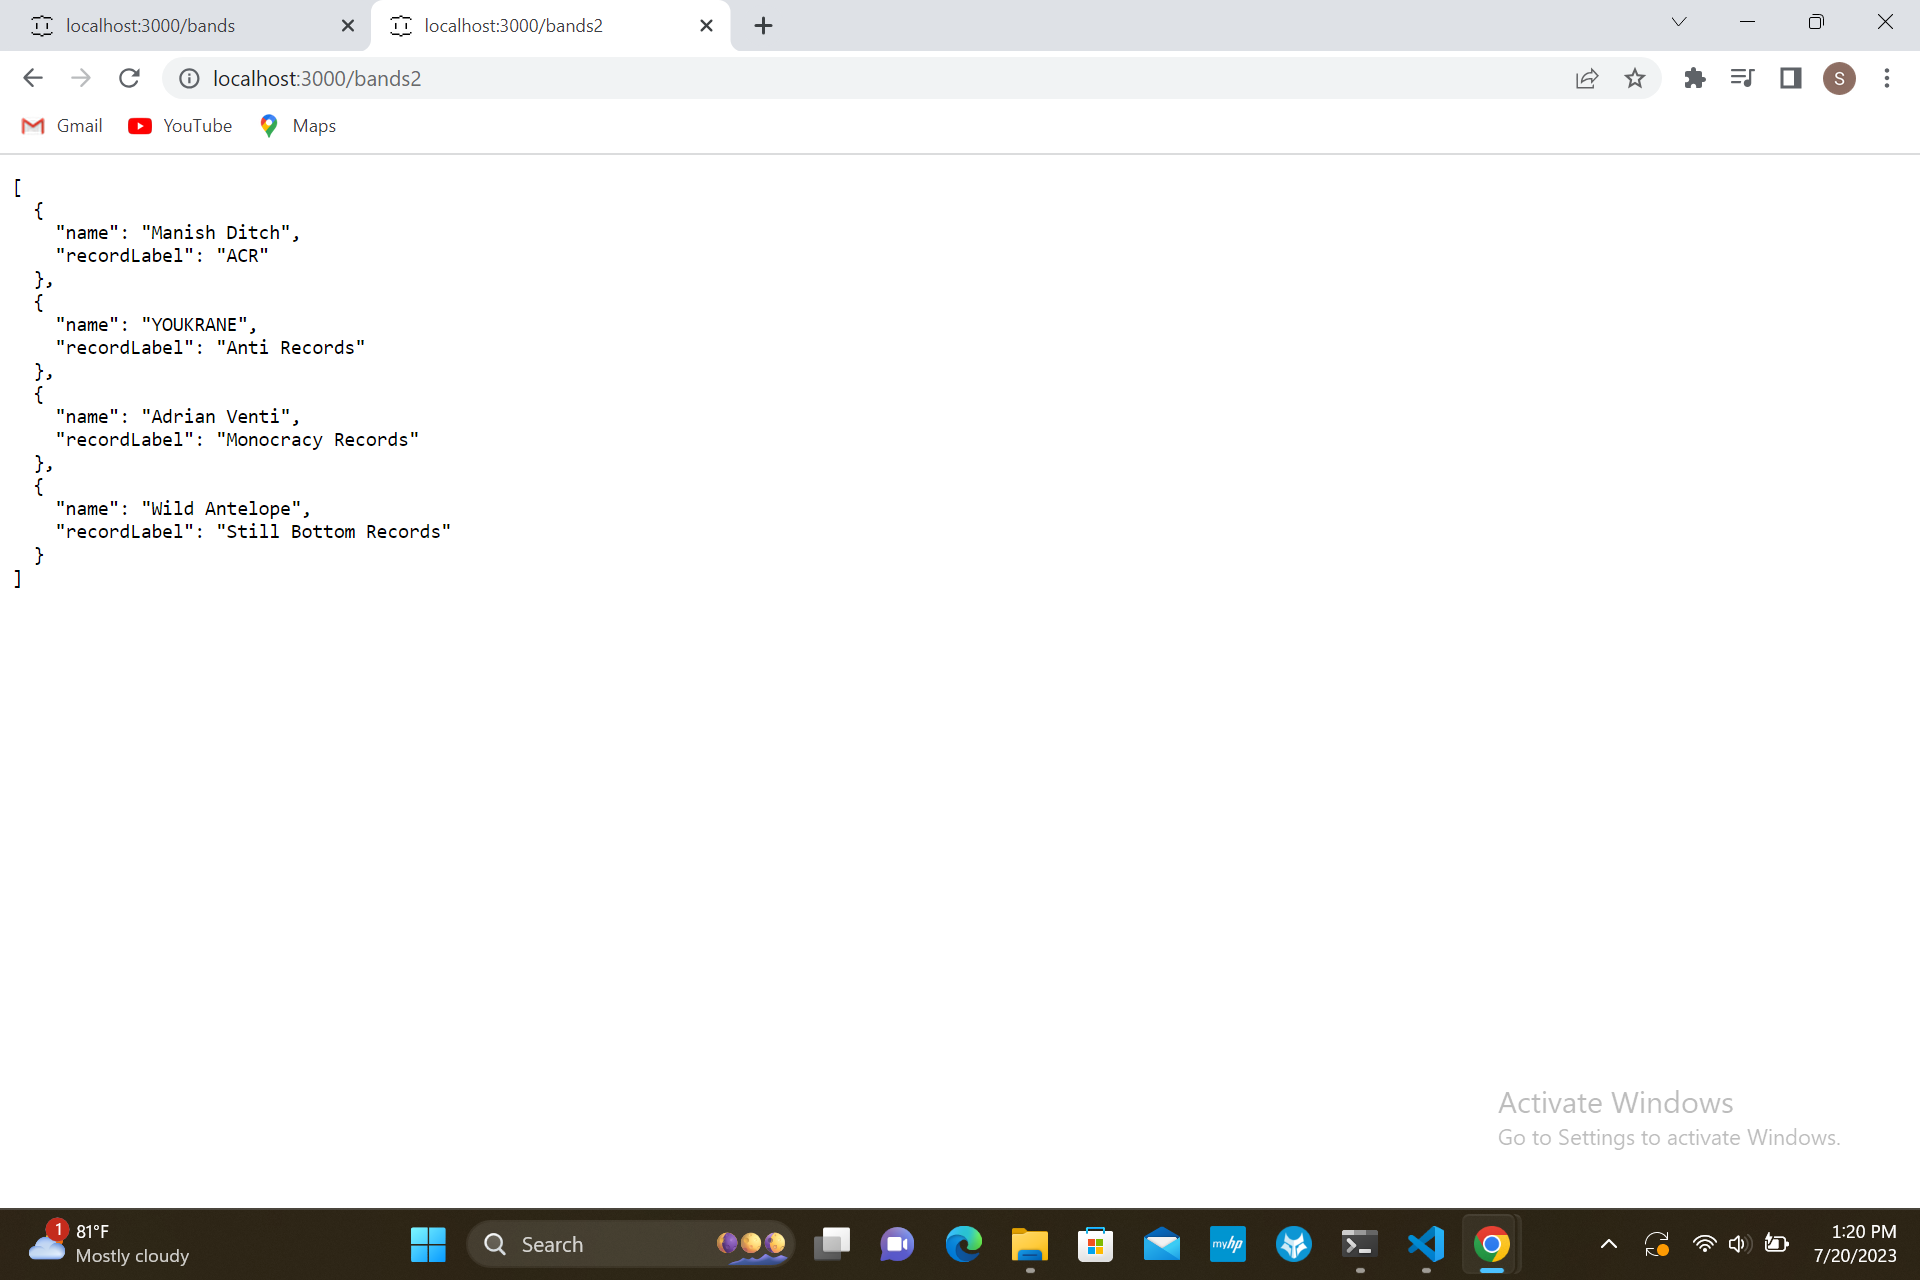 localhost:3000/bands
localhost:3000/bands2
localhost:3000/bands2
S
Gmail
YouTube
Maps
[
  {
    "name": "Manish Ditch",
    "recordLabel": "ACR"
  },
  {
    "name": "YOUKRANE",
    "recordLabel": "Anti Records"
  },
  {
    "name": "Adrian Venti",
    "recordLabel": "Monocracy Records"
  },
  {
    "name": "Wild Antelope",
    "recordLabel": "Still Bottom Records"
  }
]
Activate Windows
Go to Settings to activate Windows.
1
81°F
Mostly cloudy
Search
myhp
1:20 PM
7/20/2023